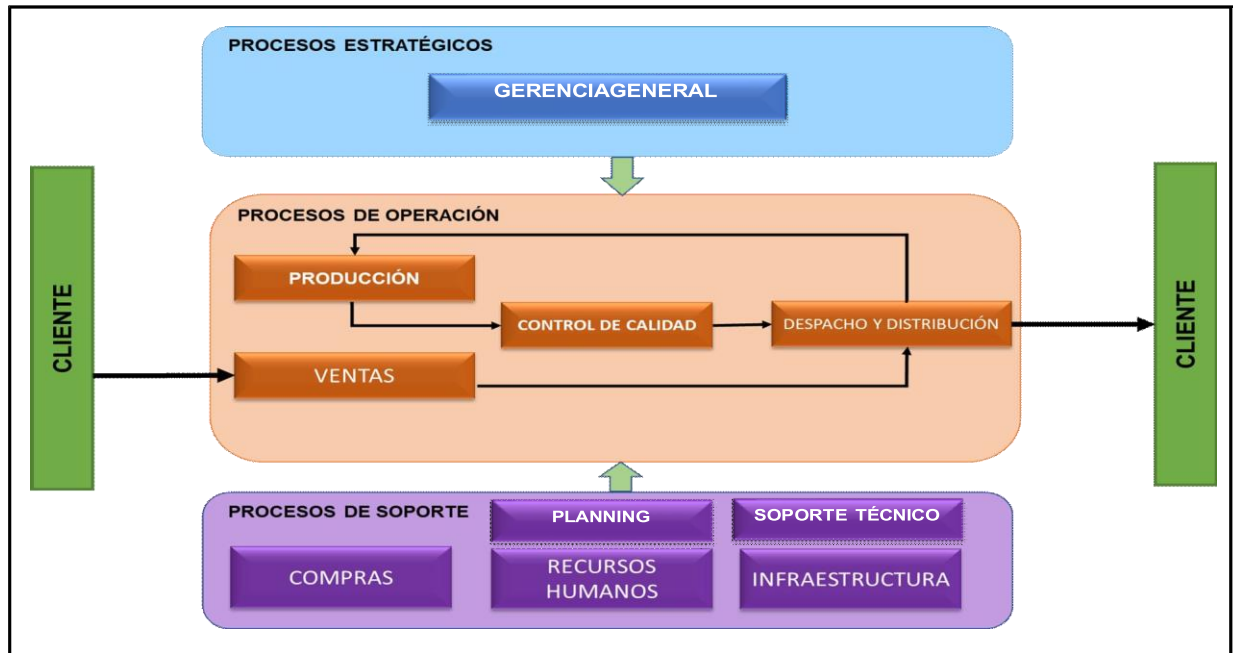 PROCESOS ESTRATÉGICOS
GERENCIAGENERAL
CLIENTE
PROCESOS DE OPERACIÓN
PRODUCCIÓN
CONTROL DE CALIDAD
DESPACHO Y DISTRIBUCIÓN
VENTAS
CLIENTE
PROCESOS DE SOPORTE
PLANNING
SOPORTE TÉCNICO
COMPRAS
RECURSOS
HUMANOS
INFRAESTRUCTURA